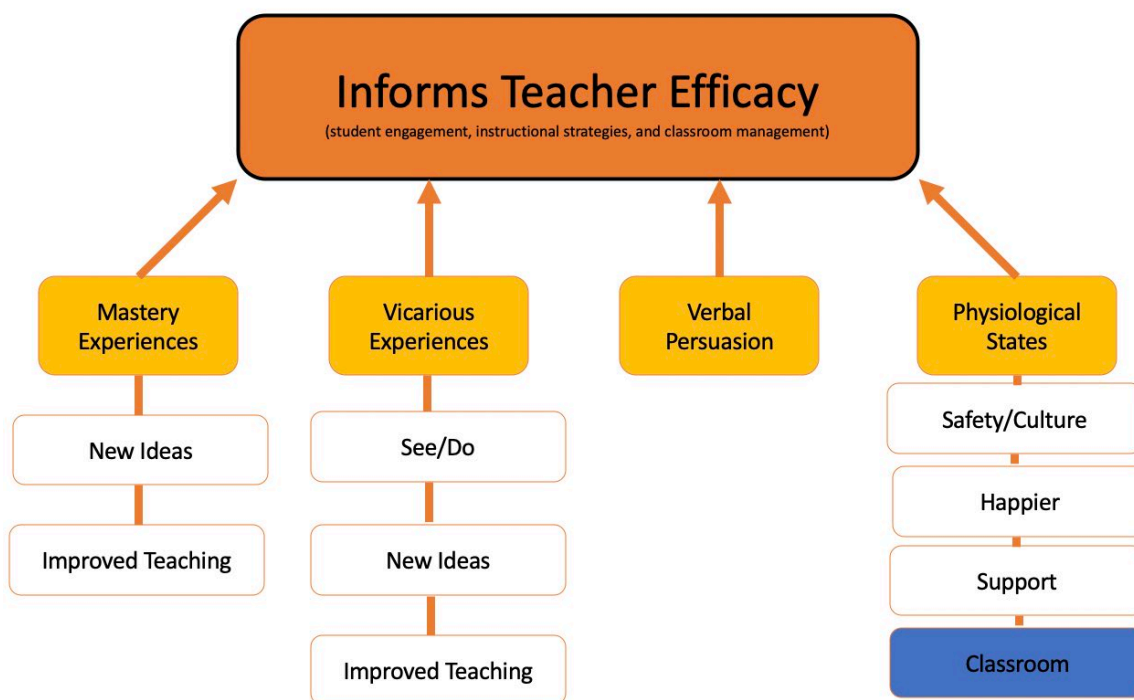 Informs Teacher Efficacy
(student engagement, instructional strategies, and classroom management)
Mastery
Experiences
New Ideas
Improved Teaching
Vicarious
Experiences
See/Do
New Ideas
Improved Teaching
Verbal
Persuasion
Physiological
States
Safety/Culture
Happier
Support
Classroom